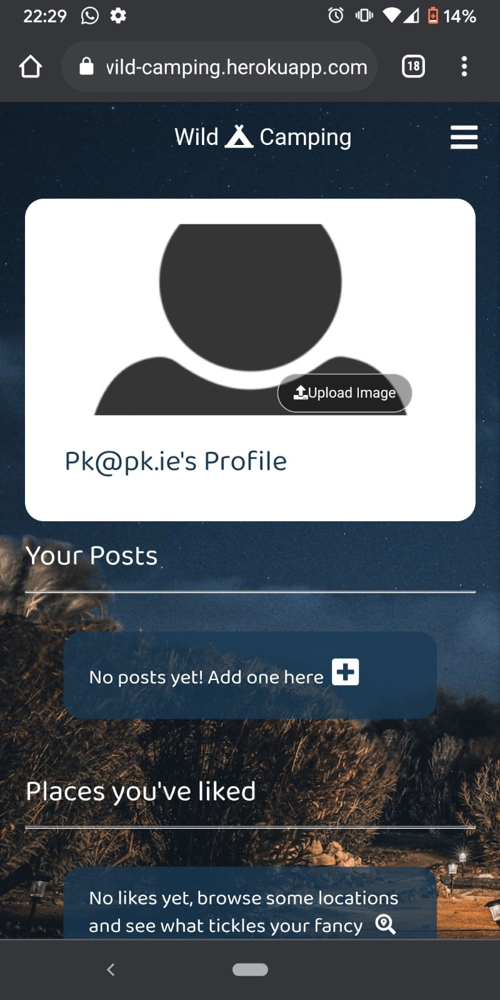 22:29 14%
vild-camping.herokuapp.com 18
Wild Camping
Upload Image
Pk@pk.ie's Profile
Your Posts
No posts yet! Add one here
Places you've liked
No likes yet, browse some locations
and see what tickles your fancy